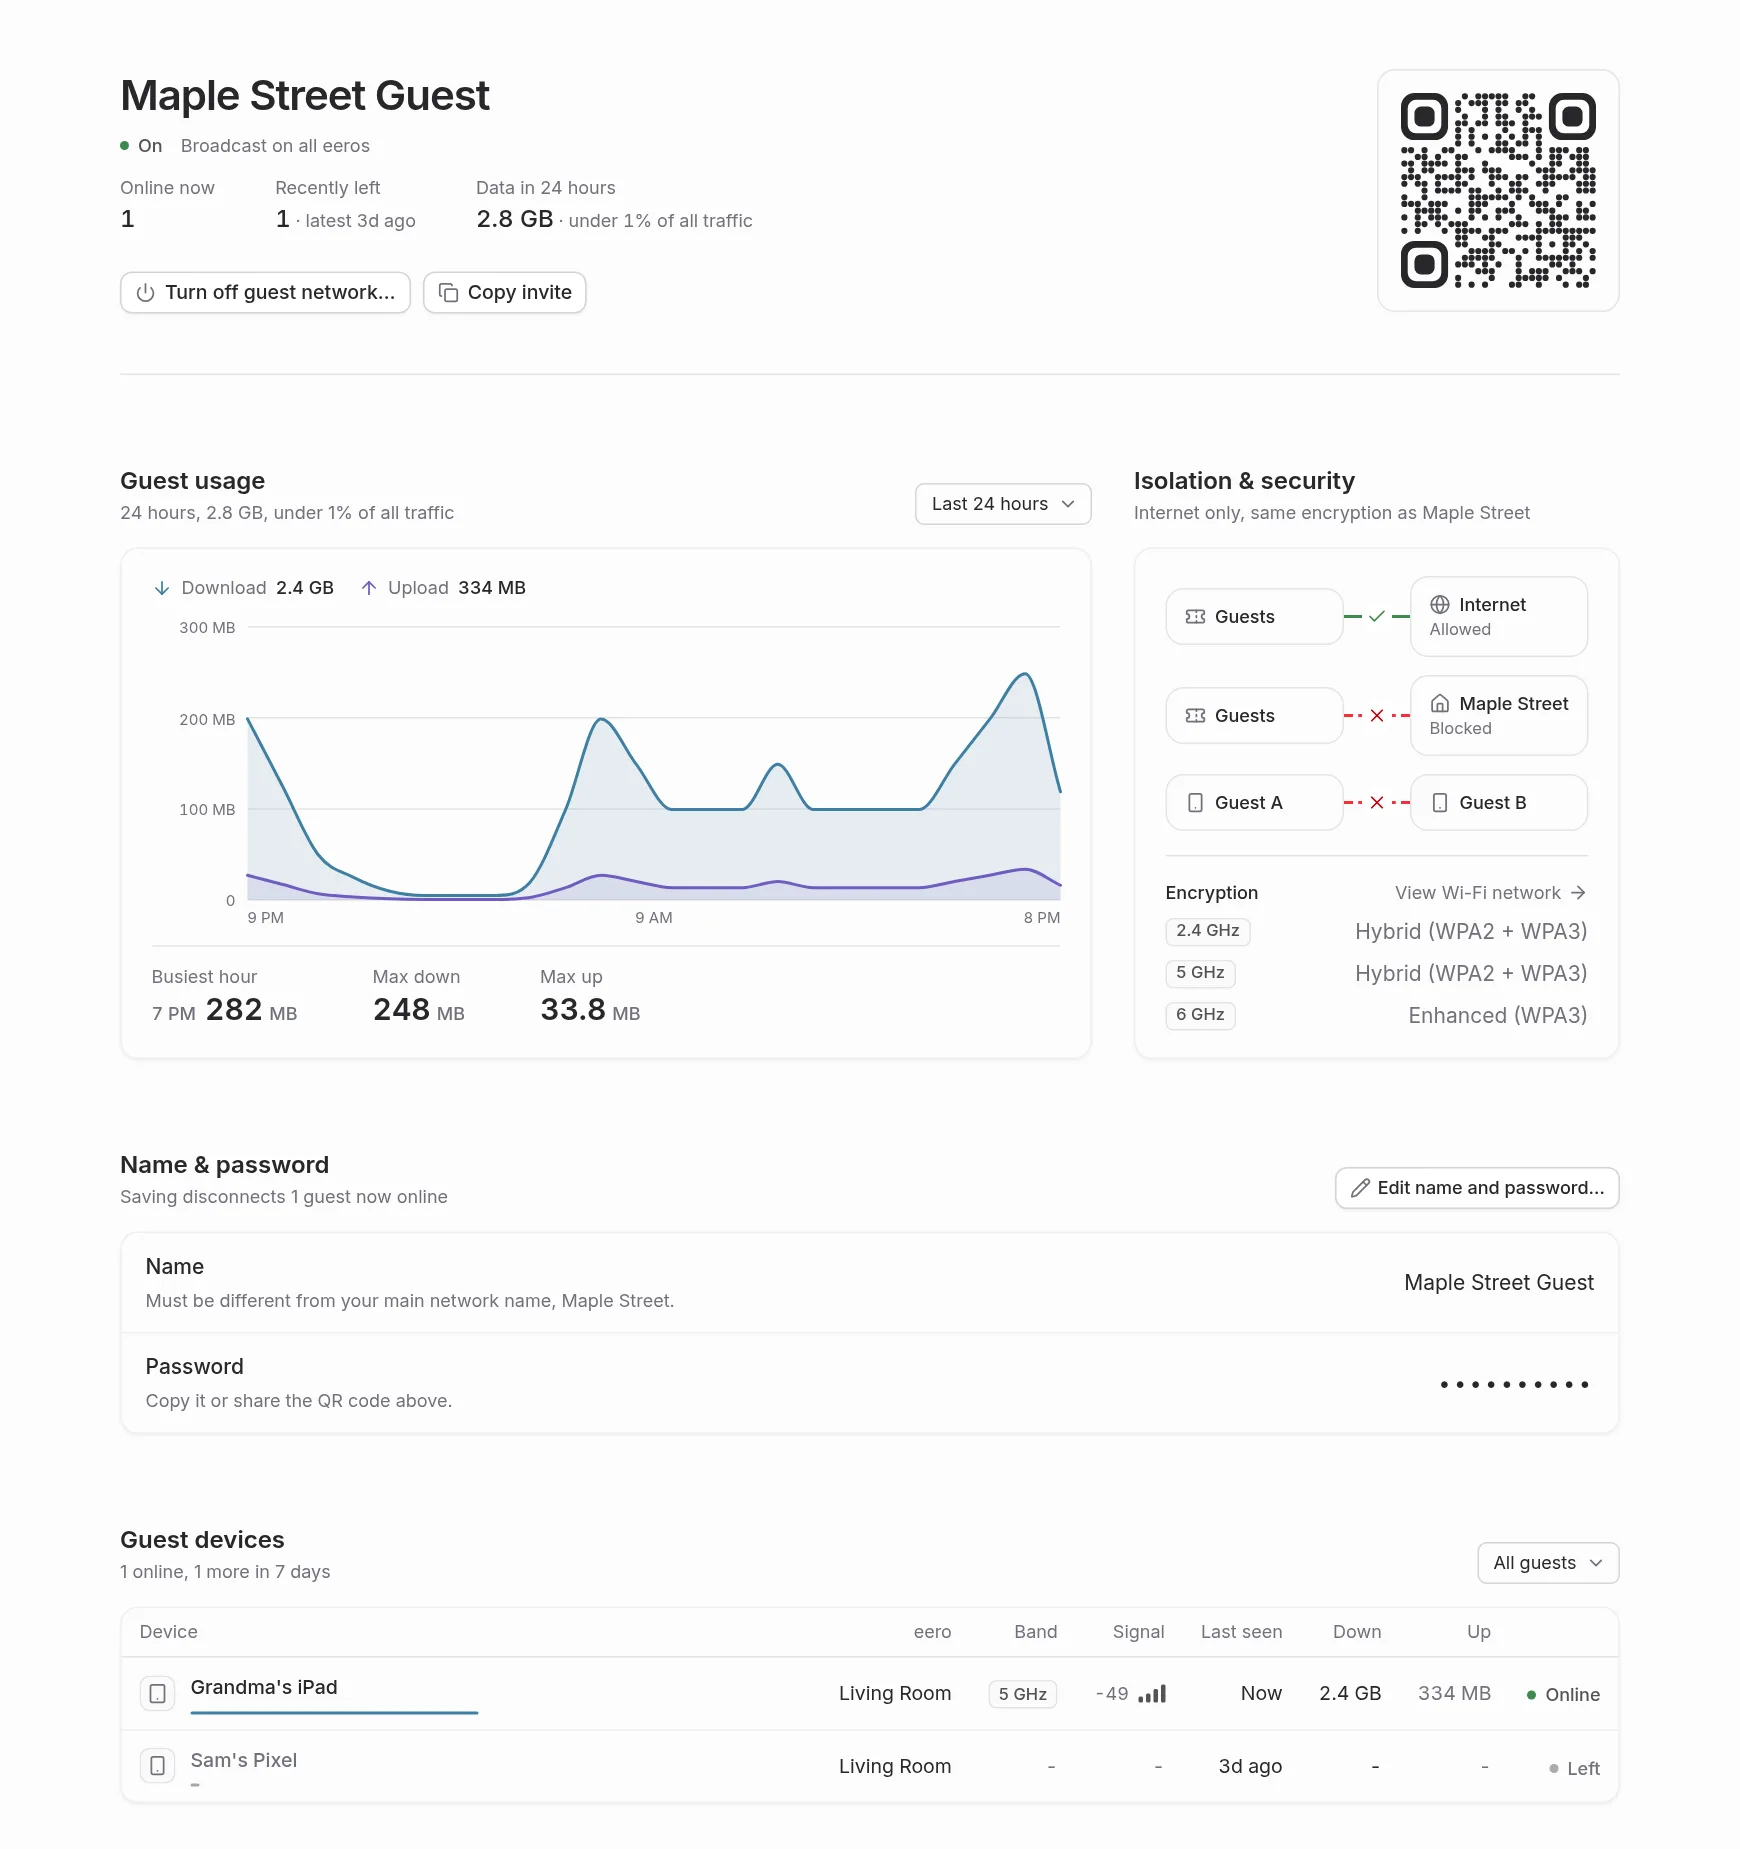 Maple Street Guest
On Broadcast on all eeros
Online now Recently left Data in 24 hours
1 1 · latest 3d ago 2.8 GB · under 1% of all traffic
Turn off guest network... Copy invite
Guest usage
24 hours, 2.8 GB, under 1% of all traffic
Last 24 hours
Download 2.4 GB Upload 334 MB
300 MB
200 MB
100 MB
0
9 PM 9 AM 8 PM
Busiest hour Max down Max up
7 PM 282 MB 248 MB 33.8 MB
Isolation & security
Internet only, same encryption as Maple Street
Guests Internet
Allowed
Guests Maple Street
Blocked
Guest A Guest B
Encryption View Wi-Fi network
2.4 GHz Hybrid (WPA2 + WPA3)
5 GHz Hybrid (WPA2 + WPA3)
6 GHz Enhanced (WPA3)
Name & password
Saving disconnects 1 guest now online
Edit name and password...
Name
Must be different from your main network name, Maple Street.
Maple Street Guest
Password
Copy it or share the QR code above.
••••••••••
Guest devices
1 online, 1 more in 7 days
All guests
Device eero Band Signal Last seen Down Up
Grandma's iPad Living Room 5 GHz -49 Now 2.4 GB 334 MB Online
Sam's Pixel Living Room - - 3d ago - - Left